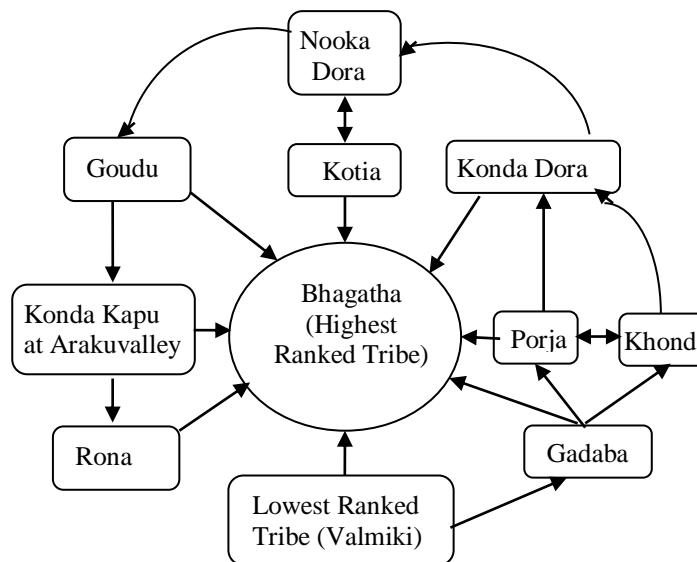 Nooka
Dora
Goudu
Kotia
Konda Dora
Bhagatha
(Highest
Ranked Tribe)
Konda Kapu
at Arakuvalley
Porja
Khond
Rona
Gadaba
Lowest Ranked
Tribe (Valmiki)